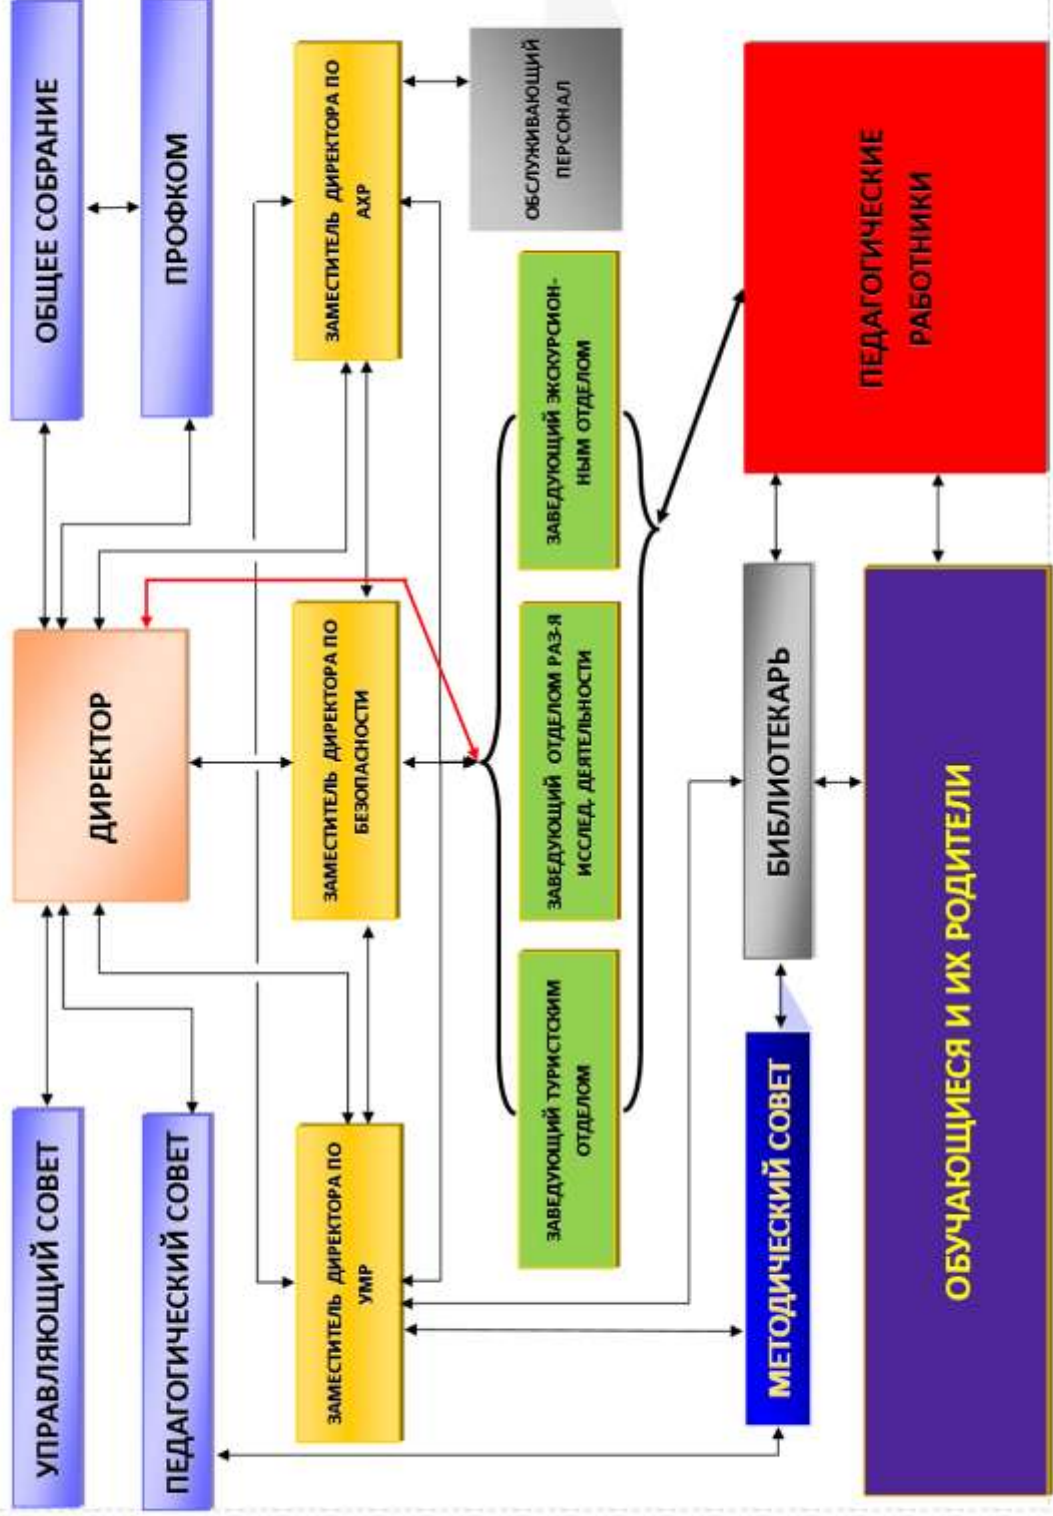 УПРАВЛЯЮЩИЙ СОВЕТ
ДИРЕКТОР
ОБЩЕЕ СОБРАНИЕ
ПЕДАГОГИЧЕСКИЙ СОВЕТ
ПРОФКОМ
ЗАМЕСТИТЕЛЬ ДИРЕКТОРА ПО
УМР
ЗАМЕСТИТЕЛЬ ДИРЕКТОРА ПО
БЕЗОПАСНОСТИ
ЗАМЕСТИТЕЛЬ ДИРЕКТОРА ПО
АХР
ОБСЛУЖИВАЮЩИЙ
ПЕРСОНАЛ
ЗАВЕДУЮЩИЙ ТУРИСТСКИМ
ОТДЕЛОМ
ЗАВЕДУЮЩИЙ ОТДЕЛОМ РАЗ-Я
ИССЛЕД. ДЕЯТЕЛЬНОСТИ
ЗАВЕДУЮЩИЙ ЭКСКУРСИОН-
НЫМ ОТДЕЛОМ
МЕТОДИЧЕСКИЙ СОВЕТ
БИБЛИОТЕКАРЬ
ПЕДАГОГИЧЕСКИЕ
РАБОТНИКИ
ОБУЧАЮЩИЕСЯ И ИХ РОДИТЕЛИ